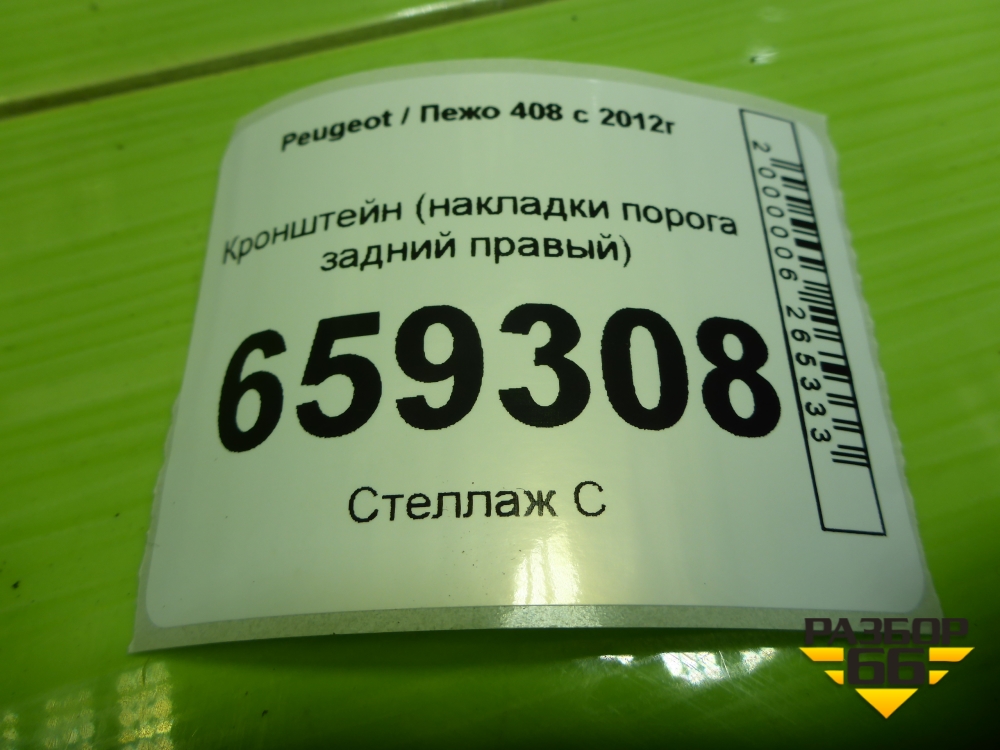 Peugeot / Пежо 408 с 2012г
Кронштейн (накладки порога
задний правый)
659308
Стеллаж С
2000006265333
РАЗБОР
66